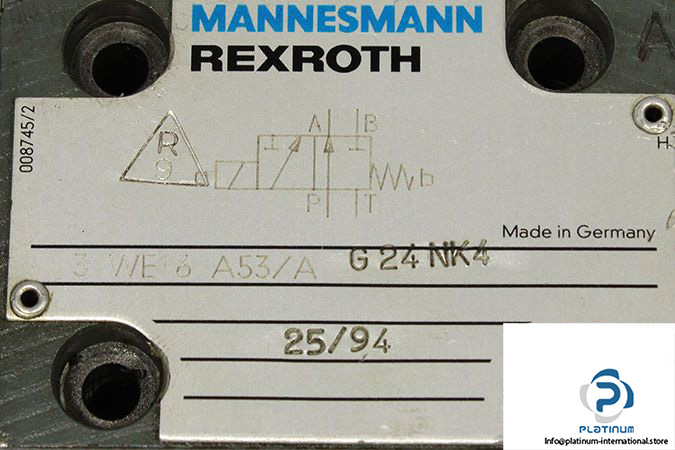 MANNESMANN
REXROTH
008745/2
R
9
A B
a
b
P T
H
Made in Germany
3 WE 6 A53/A G 24 NK4
25/94
P
PLATINUM
info@platinum-international.store